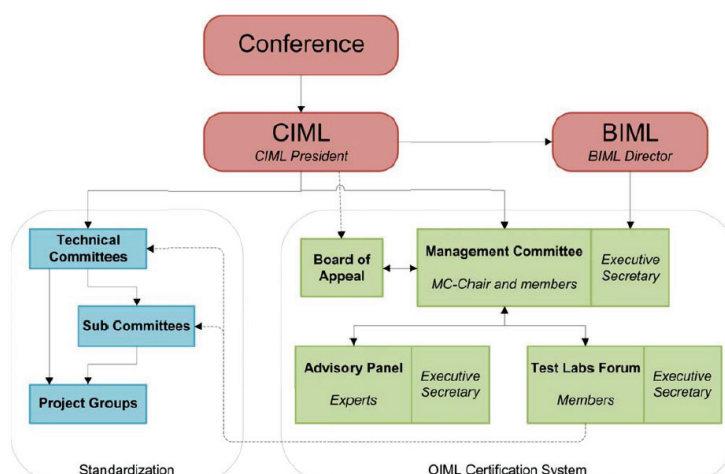 Conference
CIML
CIML President
BIML
BIML Director
Technical
Committees
Sub Committees
Project Groups
Standardization
Board of
Appeal
Management Committee
MC-Chair and members
Executive
Secretary
Advisory Panel
Experts
Executive
Secretary
Test Labs Forum
Members
Executive
Secretary
OIML Certification System